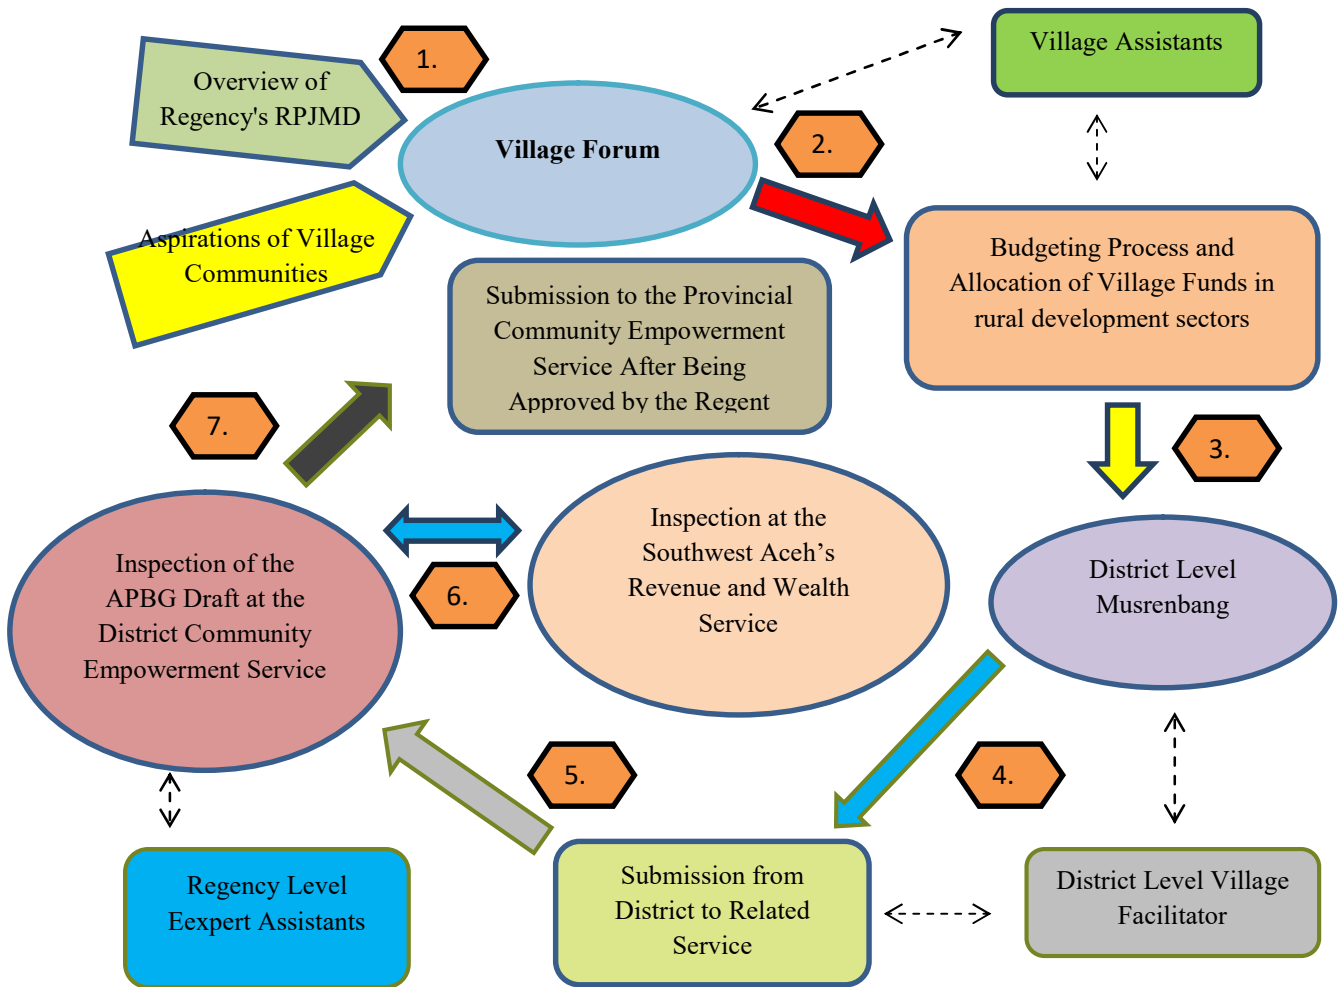 1.
Overview of
Regency's RPJMD
Village Forum
Village Assistants
2.
Aspirations of Village
Communities
Budgeting Process and
Allocation of Village Funds in
rural development sectors
Submission to the Provincial
Community Empowerment
Service After Being
Approved by the Regent
7.
3.
Inspection of the
APBG Draft at the
District Community
Empowerment Service
6.
Inspection at the
Southwest Aceh’s
Revenue and Wealth
Service
District Level
Musrenbang
5.
4.
Regency Level
Eexpert Assistants
Submission from
District to Related
Service
District Level Village
Facilitator